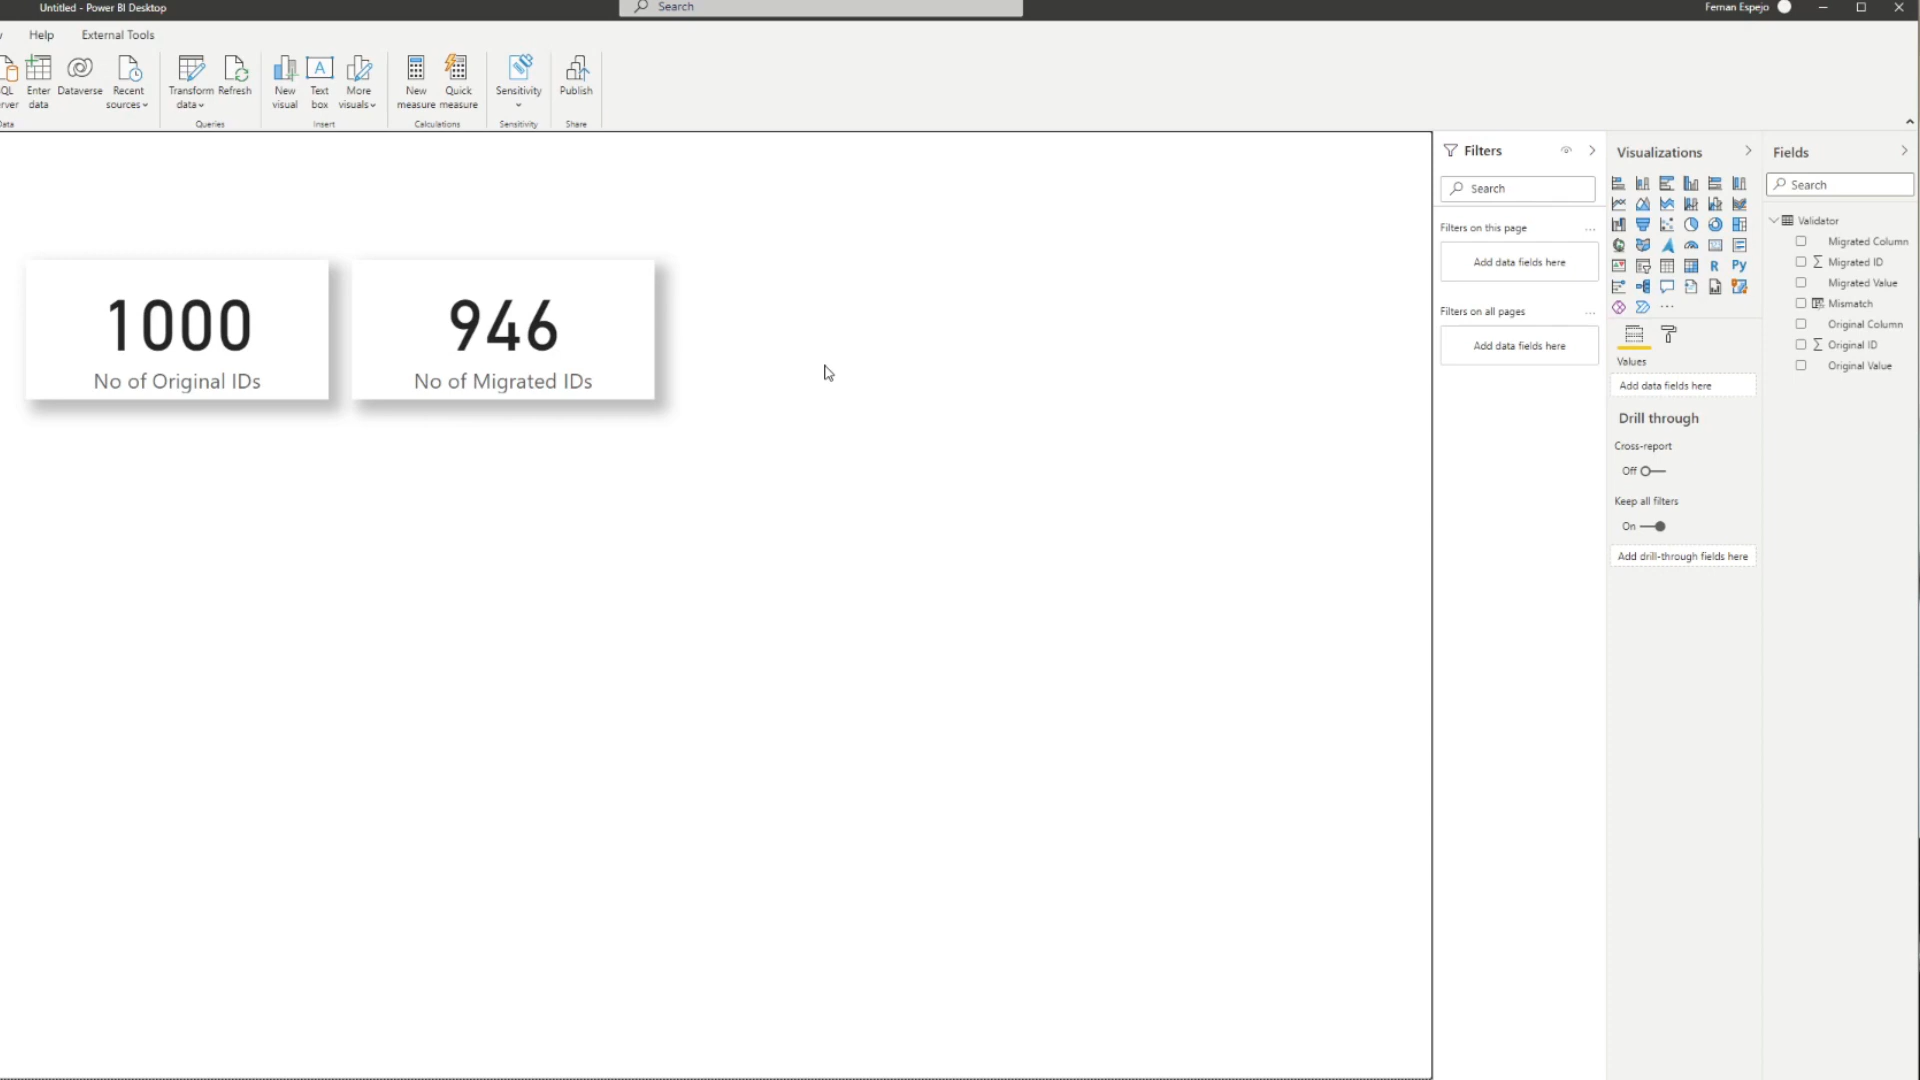 Untitled - Power BI Desktop
Search
Fernan Espejo
Help
External Tools
QL
rver
Enter
data
Dataverse
Recent
sources
Transform
data
Refresh
New
visual
Text
box
More
visuals
New
measure
Quick
measure
Sensitivity
Publish
Queries
Insert
Calculations
Sensitivity
Share
1000
No of Original IDs
946
No of Migrated IDs
Filters
Search
Filters on this page
...
Add data fields here
Filters on all pages
...
Add data fields here
Visualizations
R
Py
...
Values
Add data fields here
Drill through
Cross-report
Off
Keep all filters
On
Add drill-through fields here
Fields
Search
Validator
Migrated Column
Migrated ID
Migrated Value
Mismatch
Original Column
Original ID
Original Value